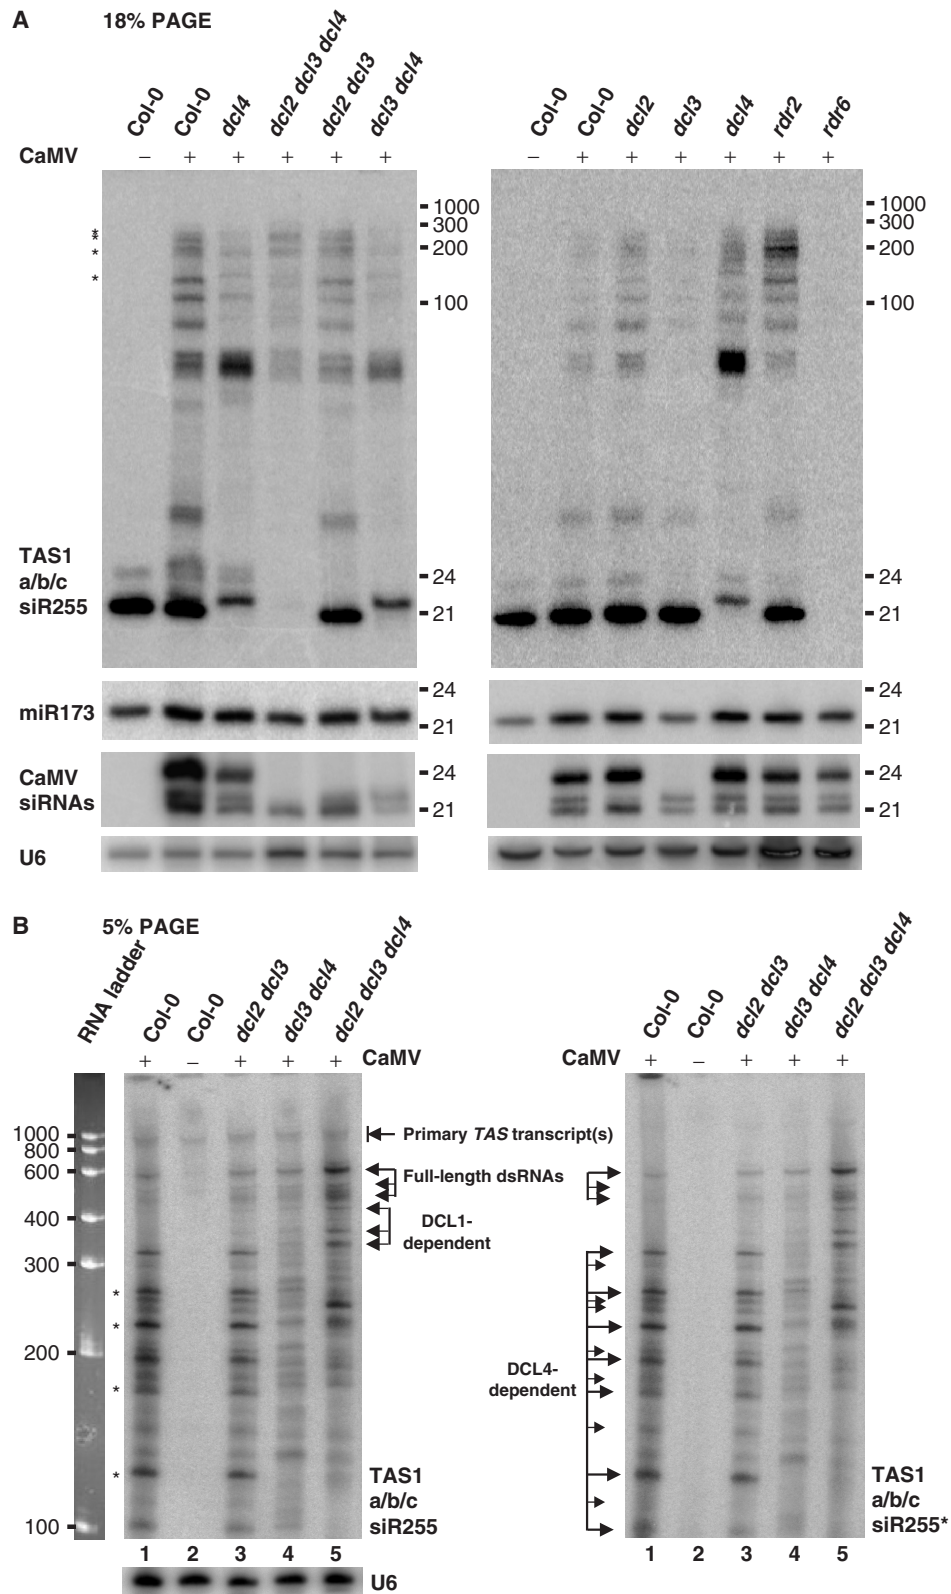 A 18% PAGE
Col-0 Col-0 dcl4 dcl2 dcl3 dcl4 dcl2 dcl3 dcl3 dcl4
Col-0 Col-0 dcl2 dcl3 dcl4 rdr2 rdr6
CaMV – + + + + + – + + + + + +
* * * *
1000
300
200
100
24
21
1000
300
200
100
24
21
TAS1
a/b/c
siR255
miR173
24
21
24
21
CaMV
siRNAs
24
21
24
21
U6
B 5% PAGE
RNA ladder Col-0 Col-0 dcl2 dcl3 dcl3 dcl4 dcl2 dcl3 dcl4
Col-0 Col-0 dcl2 dcl3 dcl3 dcl4 dcl2 dcl3 dcl4
+ – + + + CaMV
CaMV + – + + +
1000
800
600
400
300
200
100
* * * *
Primary TAS transcript(s)
Full-length dsRNAs
DCL1-
dependent
DCL4-
dependent
TAS1
a/b/c
siR255
TAS1
a/b/c
siR255*
1 2 3 4 5
1 2 3 4 5
U6